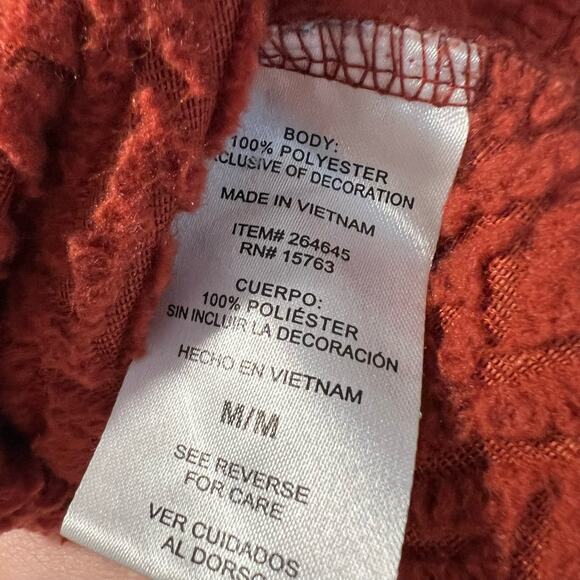 BODY:
100% POLYESTER
XCLUSIVE OF DECORATION
MADE IN VIETNAM
ITEM# 264645
RN# 15763
CUERPO:
100% POLIÉSTER
SIN INCLUIR LA DECORACIÓN
HECHO EN VIETNAM
M/M
SEE REVERSE
FOR CARE
VER CUIDADOS
AL DORSO